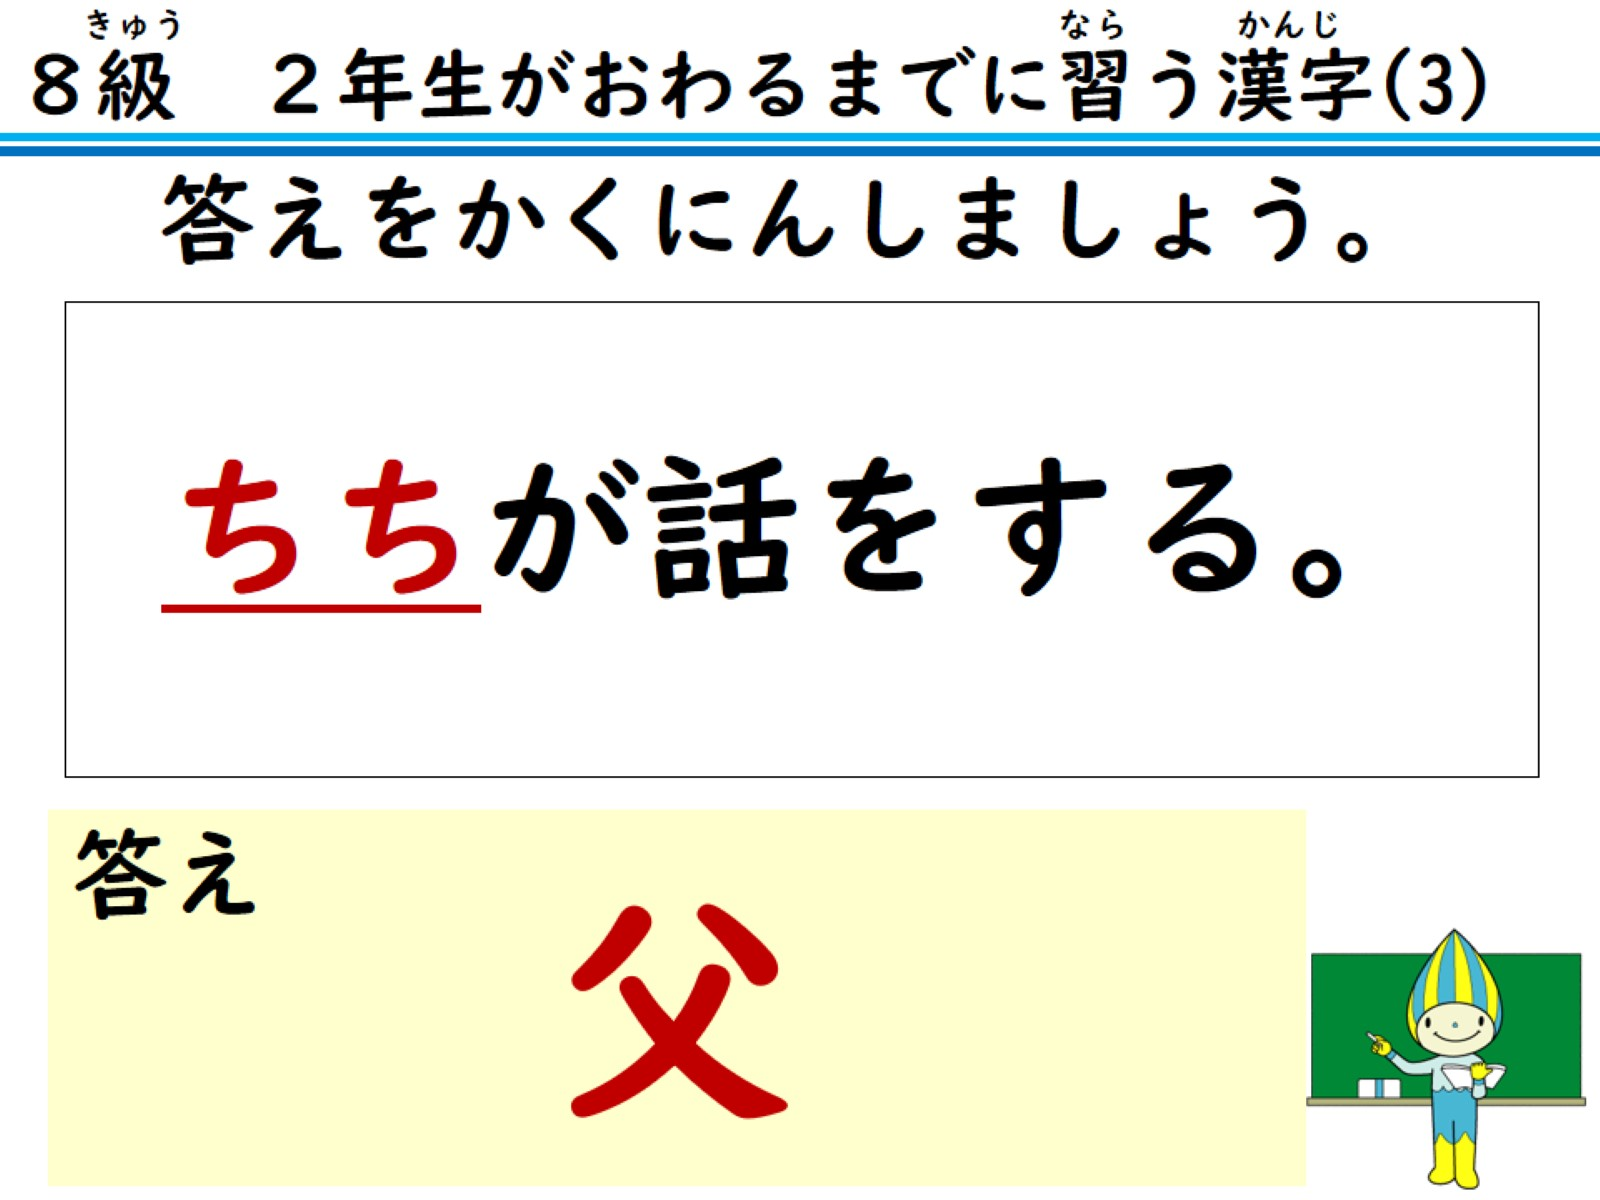 きゅう なら かんじ
8級 2年生がおわるまでに習う漢字(3)
答えをかくにんしましょう。
ちちが話をする。
答え
父